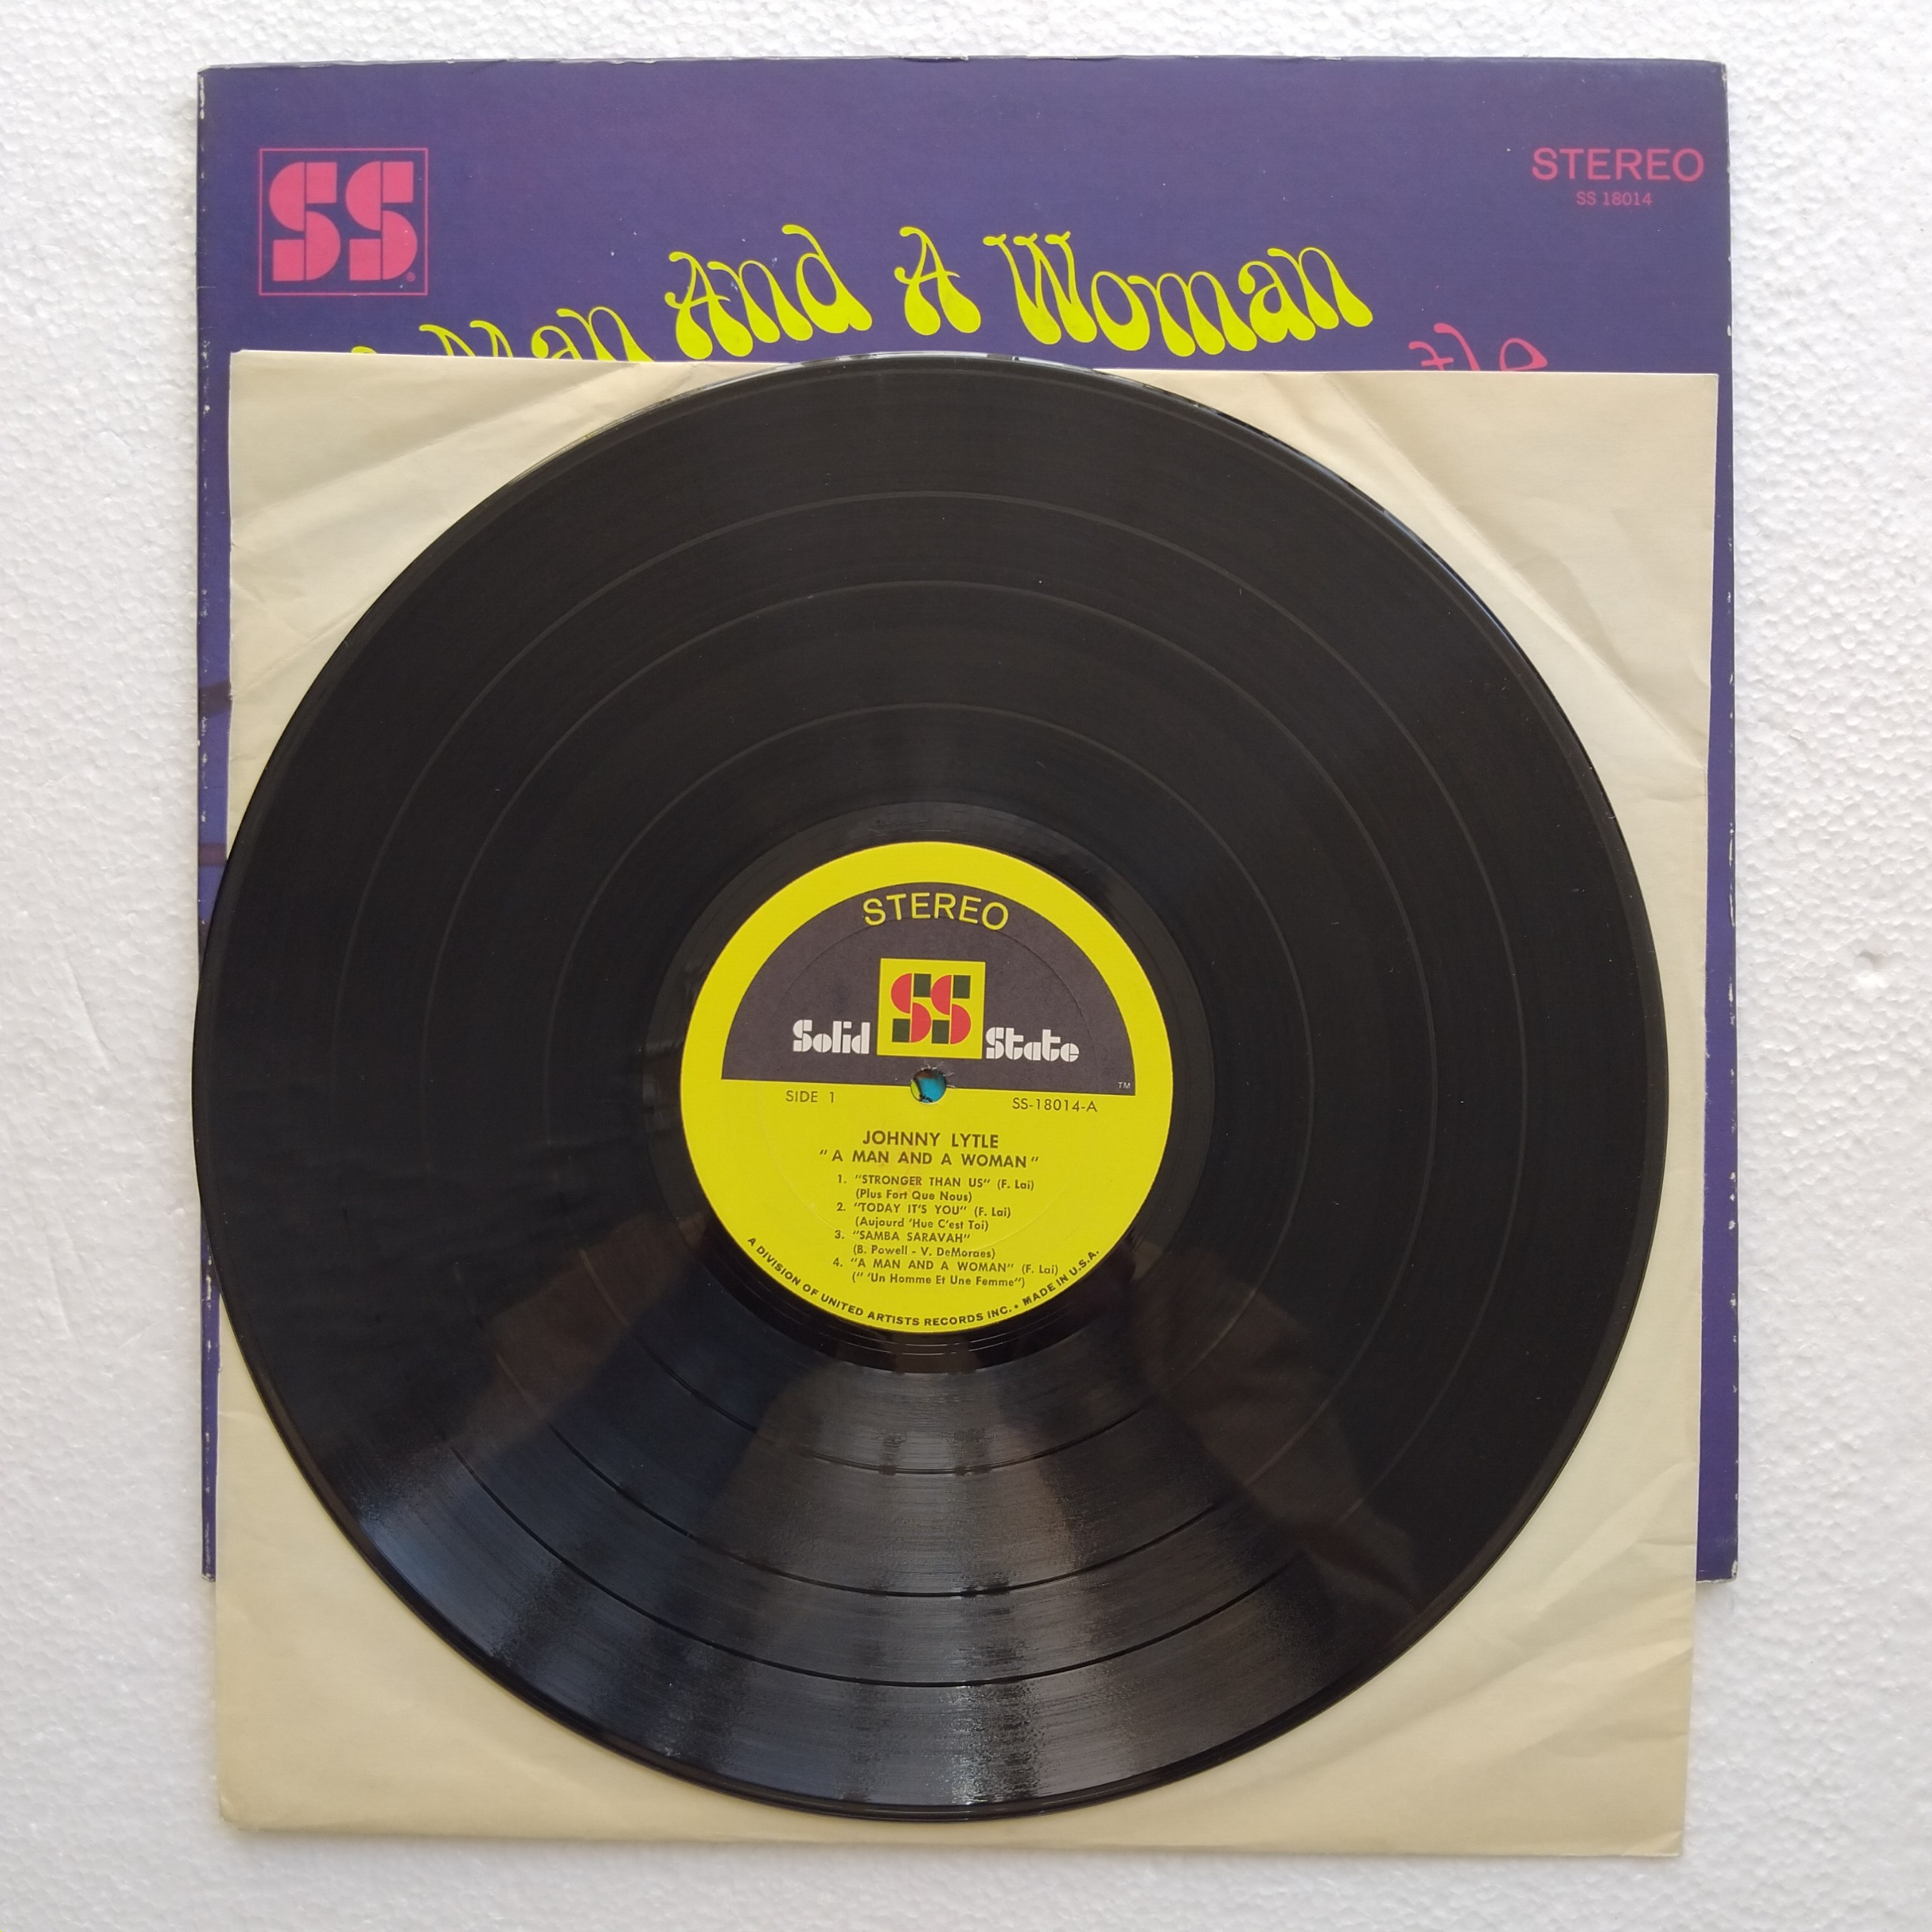 SS
STEREO
SS 18014
Man And A Woman
tle
STEREO
SS
Solid State
TM
SIDE 1 SS-18014-A
JOHNNY LYTLE
"A MAN AND A WOMAN"
1. "STRONGER THAN US" (F. Lai)
(Plus Fort Que Nous)
2. "TODAY IT'S YOU" (F. Lai)
(Aujourd 'Hue C'est Toi)
3. "SAMBA SARAVAH"
(B. Powell - V. DeMoraes)
4. "A MAN AND A WOMAN" (F. Lai)
(" 'Un Homme Et Une Femme")
A DIVISION OF UNITED ARTISTS RECORDS INC. • MADE IN U.S.A.